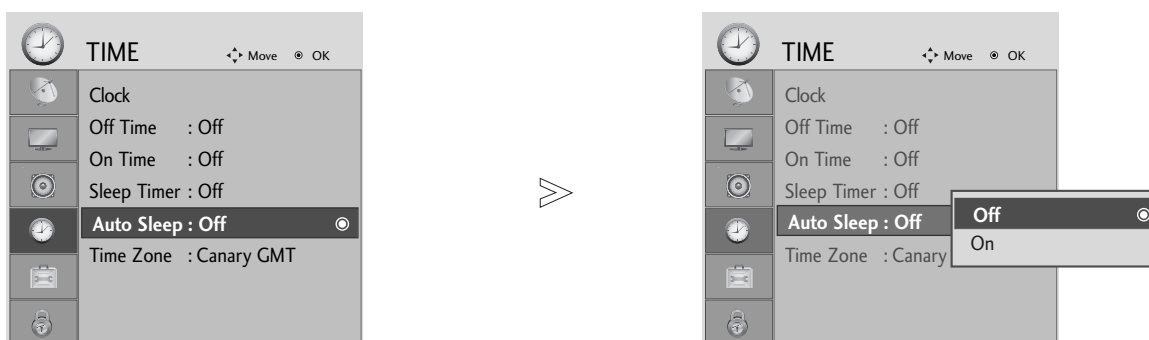 TIME
Move OK
Clock
Off Time : Off
On Time : Off
Sleep Timer : Off
Auto Sleep : Off
Time Zone : Canary GMT
TIME
Move OK
Clock
Off Time : Off
On Time : Off
Sleep Timer : Off
Auto Sleep : Off
Time Zone : Canary
Off
On